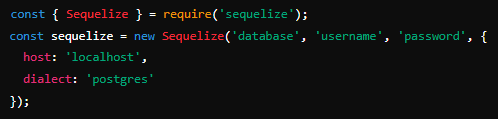 const { Sequelize } = require('sequelize');
const sequelize = new Sequelize('database', 'username', 'password', {
  host: 'localhost',
  dialect: 'postgres'
});